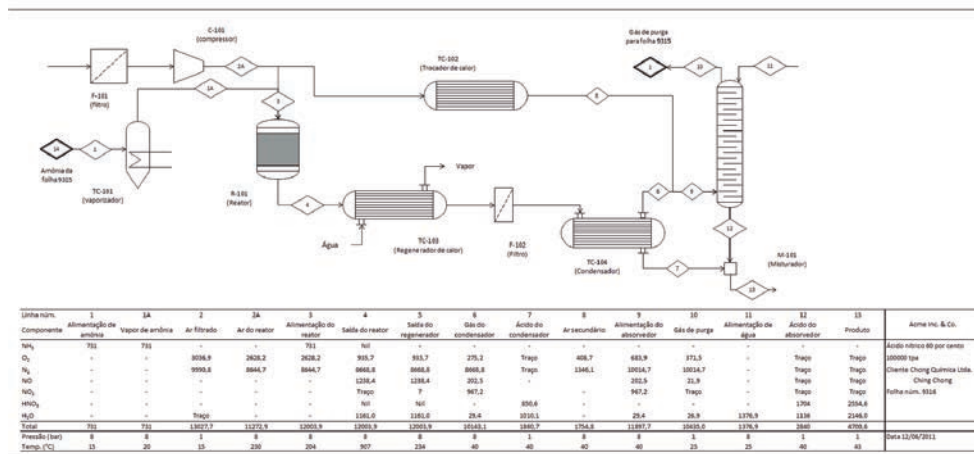 C-101
(compressor)
Gás de purga
para folha 9315
TC-102
(Trocador de calor)
2A
1
10
11
1A
F-101
(Filtro)
3
8
1A
1
Amônia da
folha 9315
TC-101
(vaporizador)
R-101
(Reator)
Vapor
4
6
9
12
Água
TC-103
(Regenerador de calor)
F-102
(Filtro)
TC-104
(Condensador)
7
M-101
(Misturador)
13
Linha núm. 1 1A 2 2A 3 4 5 6 7 8 9 10 11 12 13
Componente Alimentação de amônia Vapor de amônia Ar filtrado Ar do reator Alimentação do reator Saída do reator Saída do regenerador Gás do condensador Ácido do condensador Ar secundário Alimentação do absorvedor Gás de purga Alimentação de água Ácido do absorvedor Produto Acme Inc. & Co.
NH₃ 731 731 - - 731 Nil - - - - - - - - - Ácido nítrico 60 por cento
O₂ - - 3036,9 2628,2 2628,2 935,7 935,7 275,2 Traço 408,7 683,9 371,5 - Traço Traço 100000 tpa
N₂ - - 9990,8 8644,7 8644,7 8668,8 8668,8 8668,8 Traço 1346,1 10014,7 10014,7 - Traço Traço Cliente Chong Química Ltda.
NO - - - - - 1238,4 1238,4 202,5 - - 202,5 21,9 - Traço Traço Ching Chong
NO₂ - - - - - Traço ? 967,2 - - 967,2 Traço - Traço Traço Folha núm. 9316
HNO₃ - - - - - Nil Nil - 850,6 - - - - 1704 2554,6
H₂O - - Traço - - 1161,0 1161,0 29,4 1010,1 - 29,4 26,9 1376,9 1136 2146,0
Total 731 731 13027,7 11272,9 12003,9 12003,9 12003,9 10143,1 1860,7 1754,8 11897,7 10435,0 1376,9 2840 4700,6
Pressão (bar) 8 8 1 8 8 8 8 8 1 8 8 1 8 1 1 Data 12/08/2011
Temp. (°C) 15 20 15 230 204 907 234 40 40 40 40 25 25 40 43